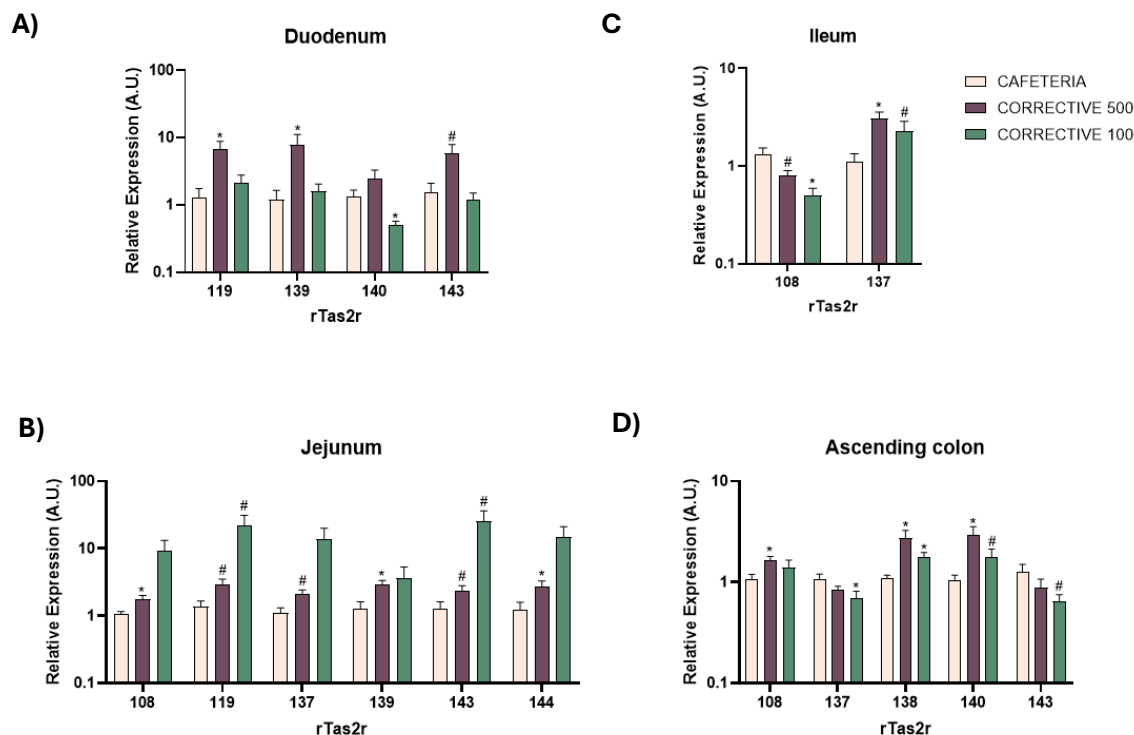 A)
Duodenum
Relative Expression (A.U.)
100
10
1
0.1
* * * #
119 139 140 143
rTas2r
C
Ileum
Relative Expression (A.U.)
10
1
0.1
# * * #
108 137
rTas2r
CAFETERIA
CORRECTIVE 500
CORRECTIVE 100
B)
Jejunum
Relative Expression (A.U.)
100
10
1
0.1
* # # # * # # *
108 119 137 139 143 144
rTas2r
D)
Ascending colon
Relative Expression (A.U.)
10
1
0.1
* * * * * # #
108 137 138 140 143
rTas2r